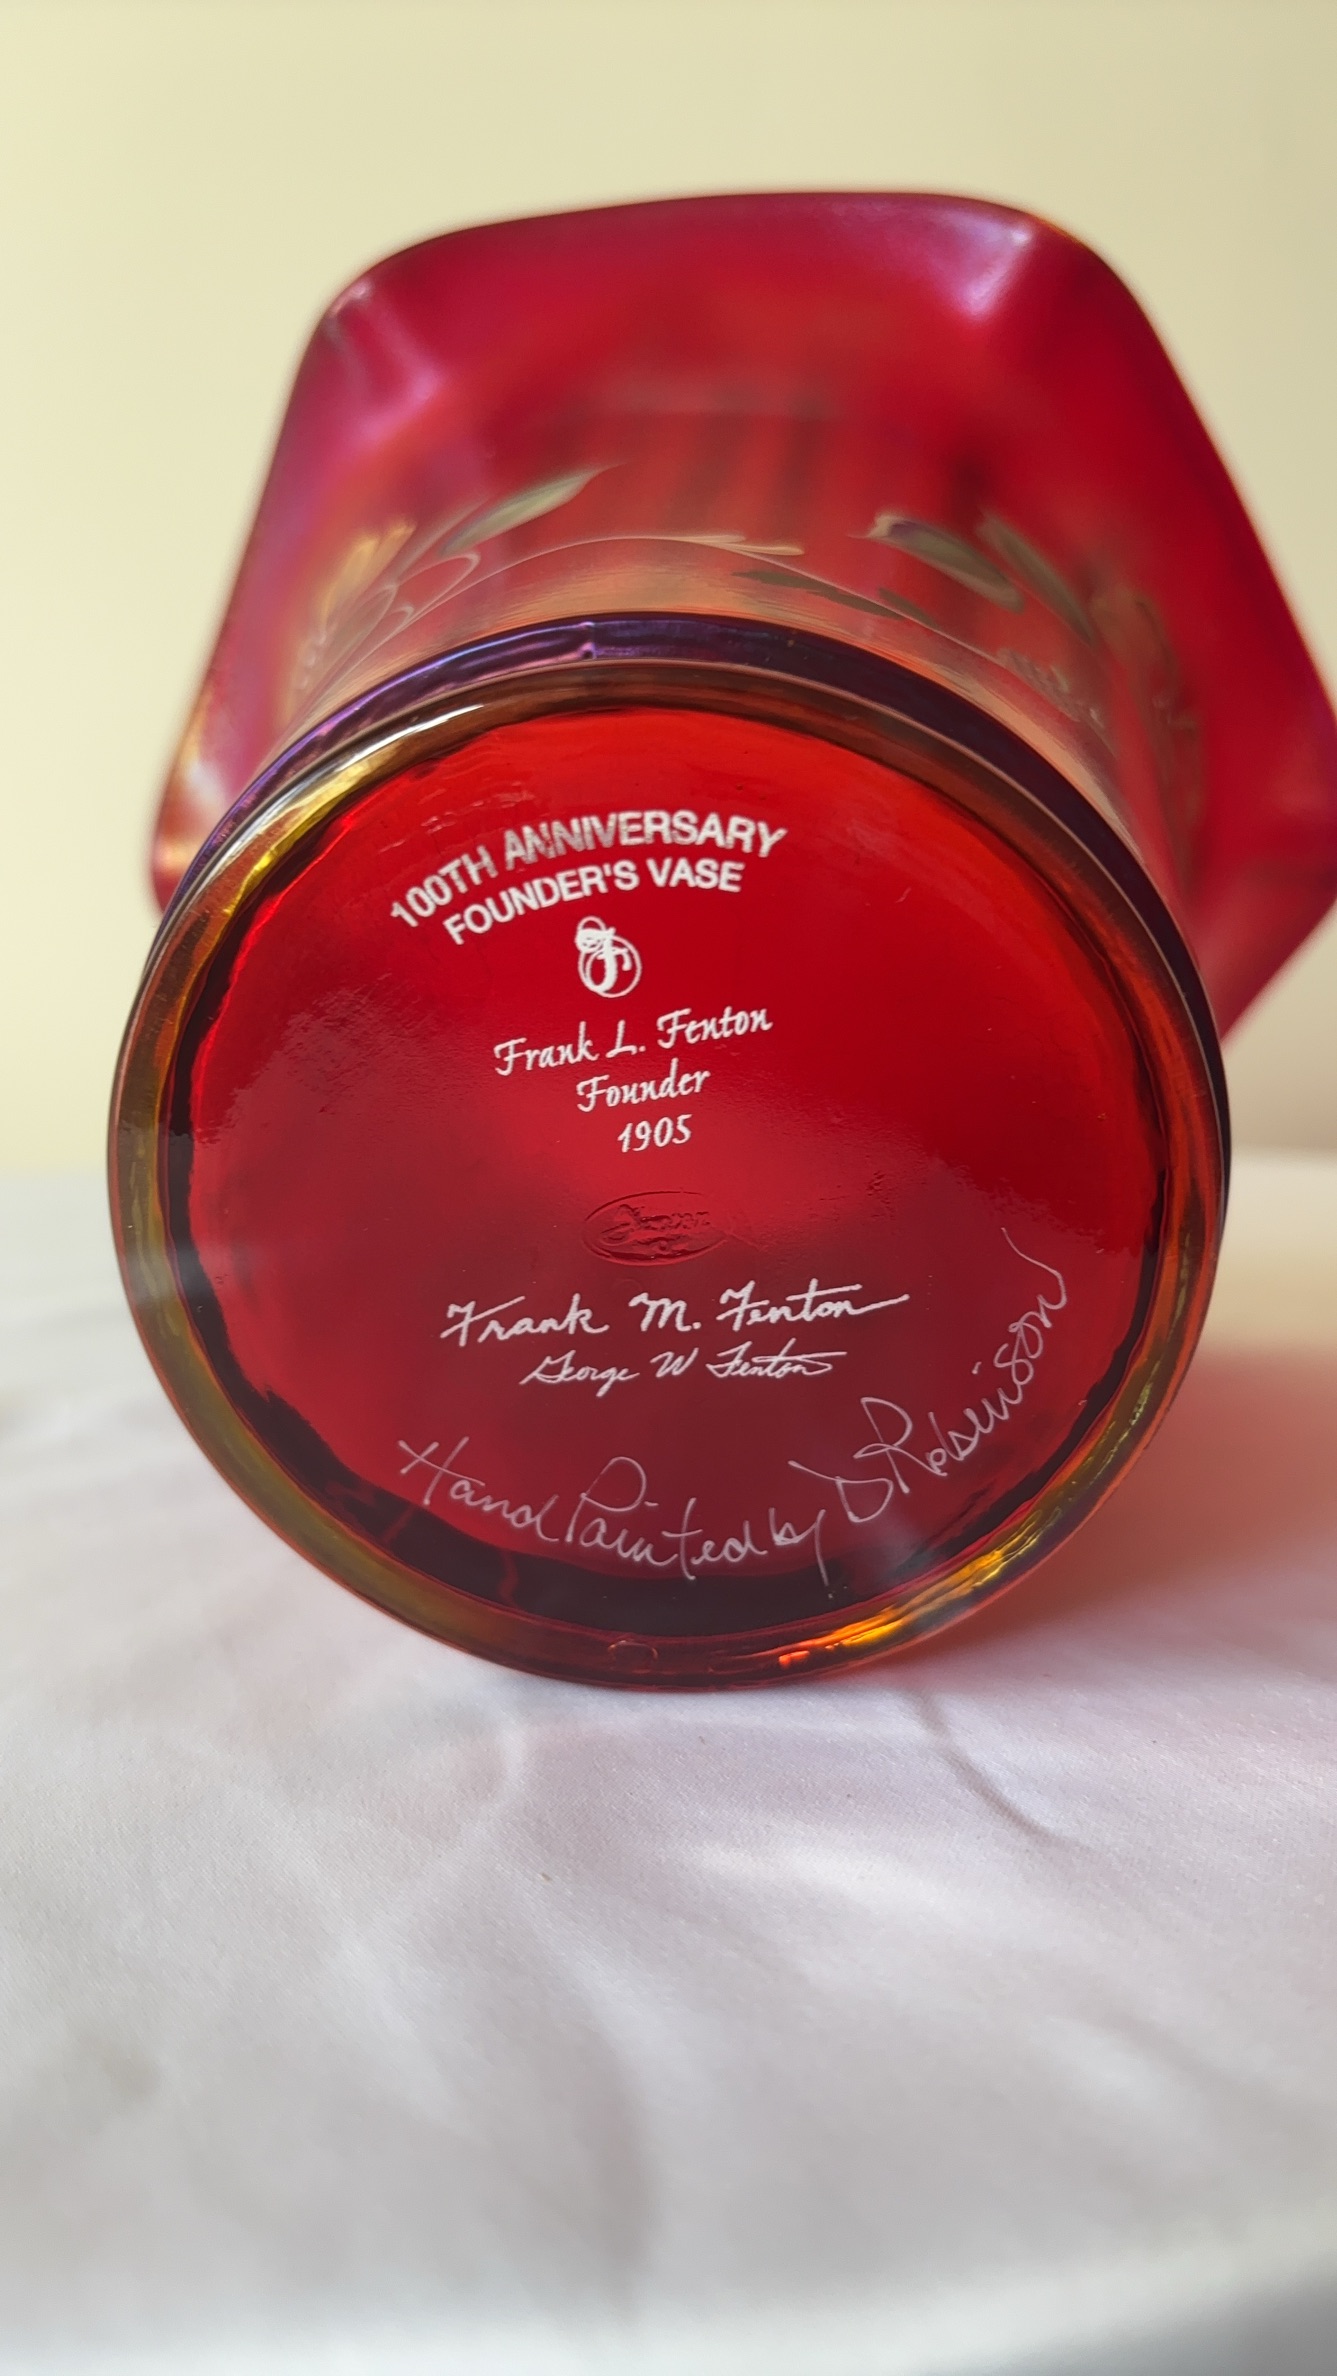 100TH ANNIVERSARY
FOUNDER'S VASE
F
Frank L. Fenton
Founder
1905
Frank M. Fenton
George W Fenton
Hand Painted by D Robinson